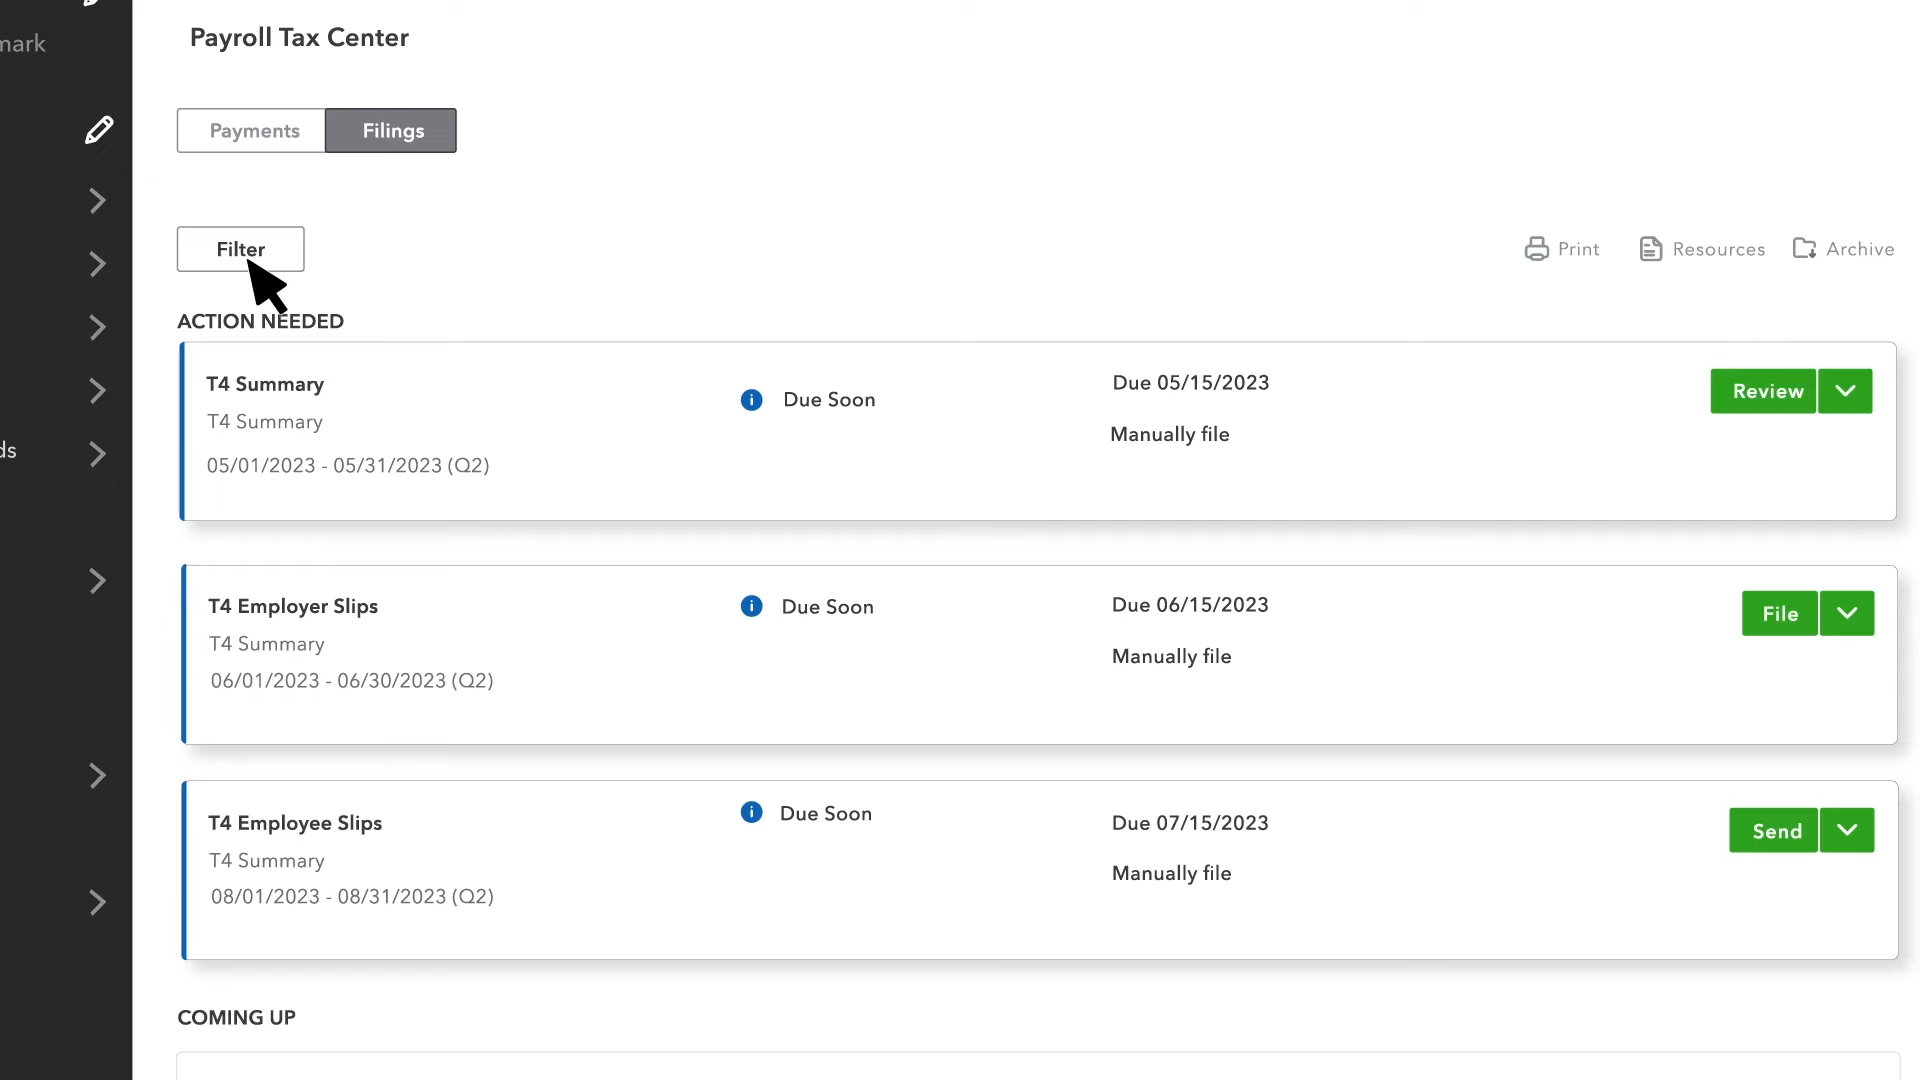 mark
Payroll Tax Center
Payments
Filings
Filter
Print
Resources
Archive
ACTION NEEDED
T4 Summary
T4 Summary
05/01/2023 - 05/31/2023 (Q2)
Due Soon
Due 05/15/2023
Manually file
Review
ds
T4 Employer Slips
T4 Summary
06/01/2023 - 06/30/2023 (Q2)
Due Soon
Due 06/15/2023
Manually file
File
T4 Employee Slips
T4 Summary
08/01/2023 - 08/31/2023 (Q2)
Due Soon
Due 07/15/2023
Manually file
Send
COMING UP